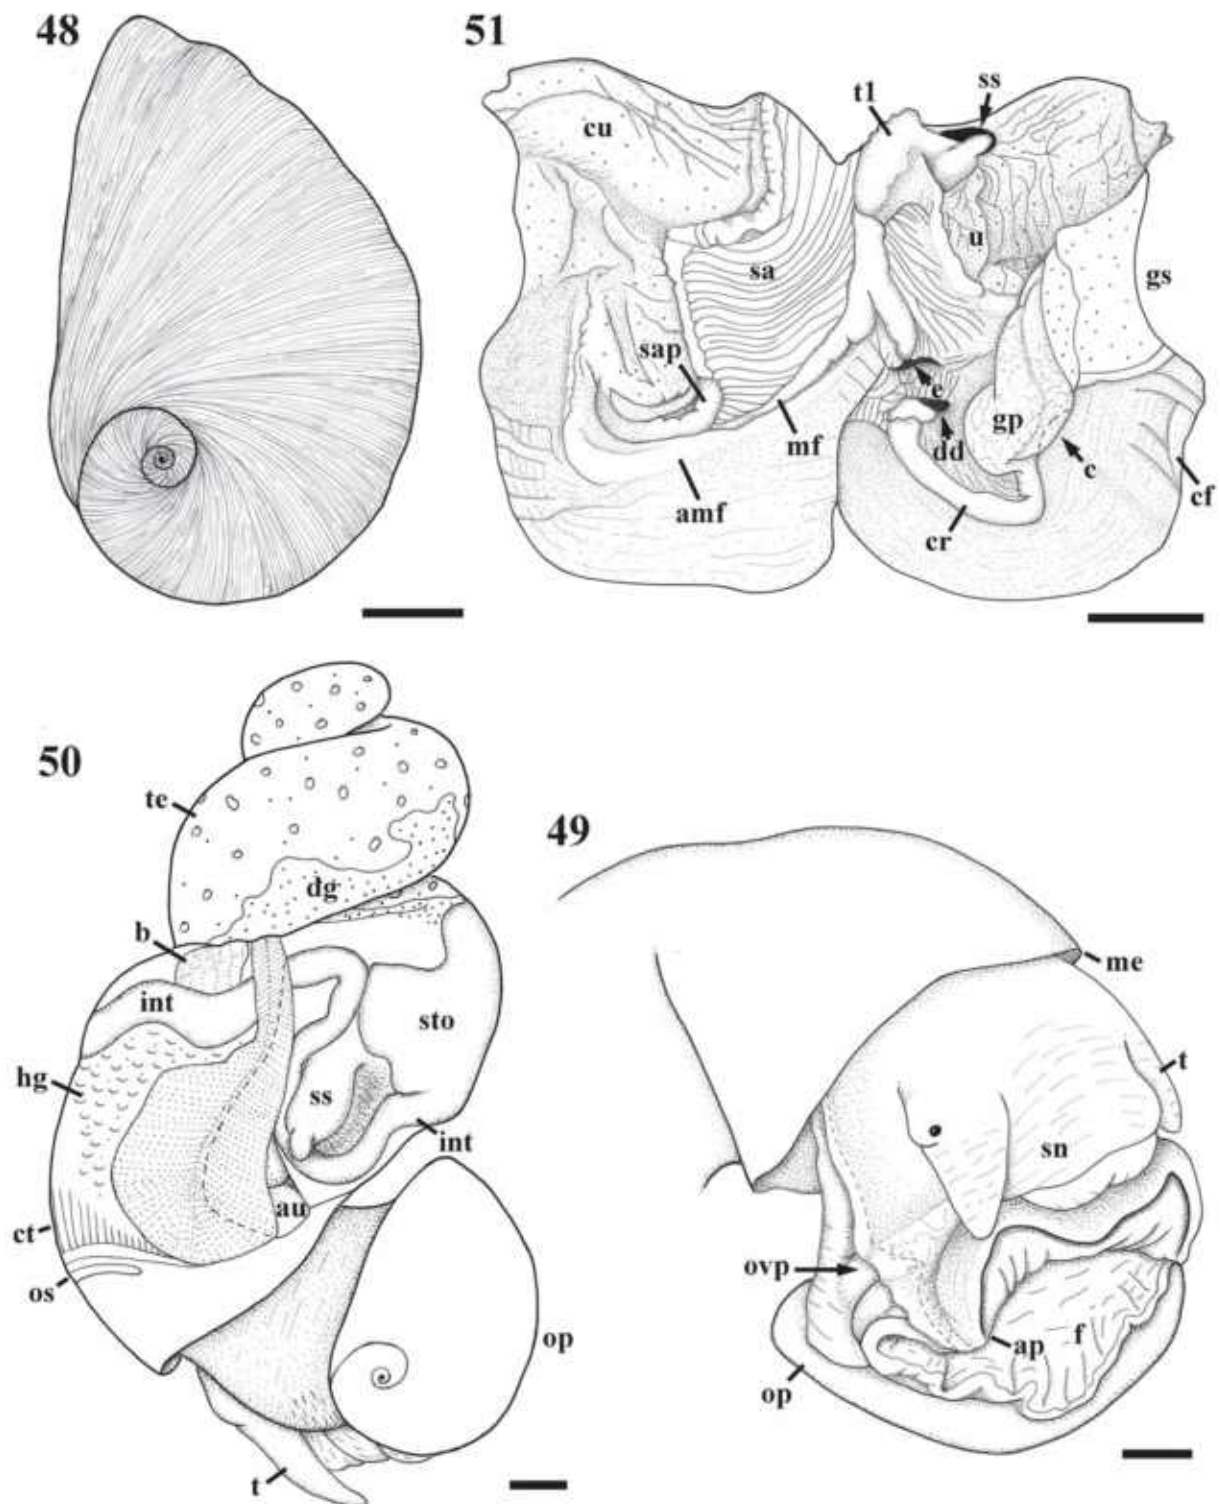 48
51
ss
t1
cu
u
gs
sa
sap
e
gp
mf
dd
c
cf
amf
cr
50
te
49
dg
b
me
int
sto
t
hg
ss
sn
int
au
ct
ovp
os
op
ap
f
op
t